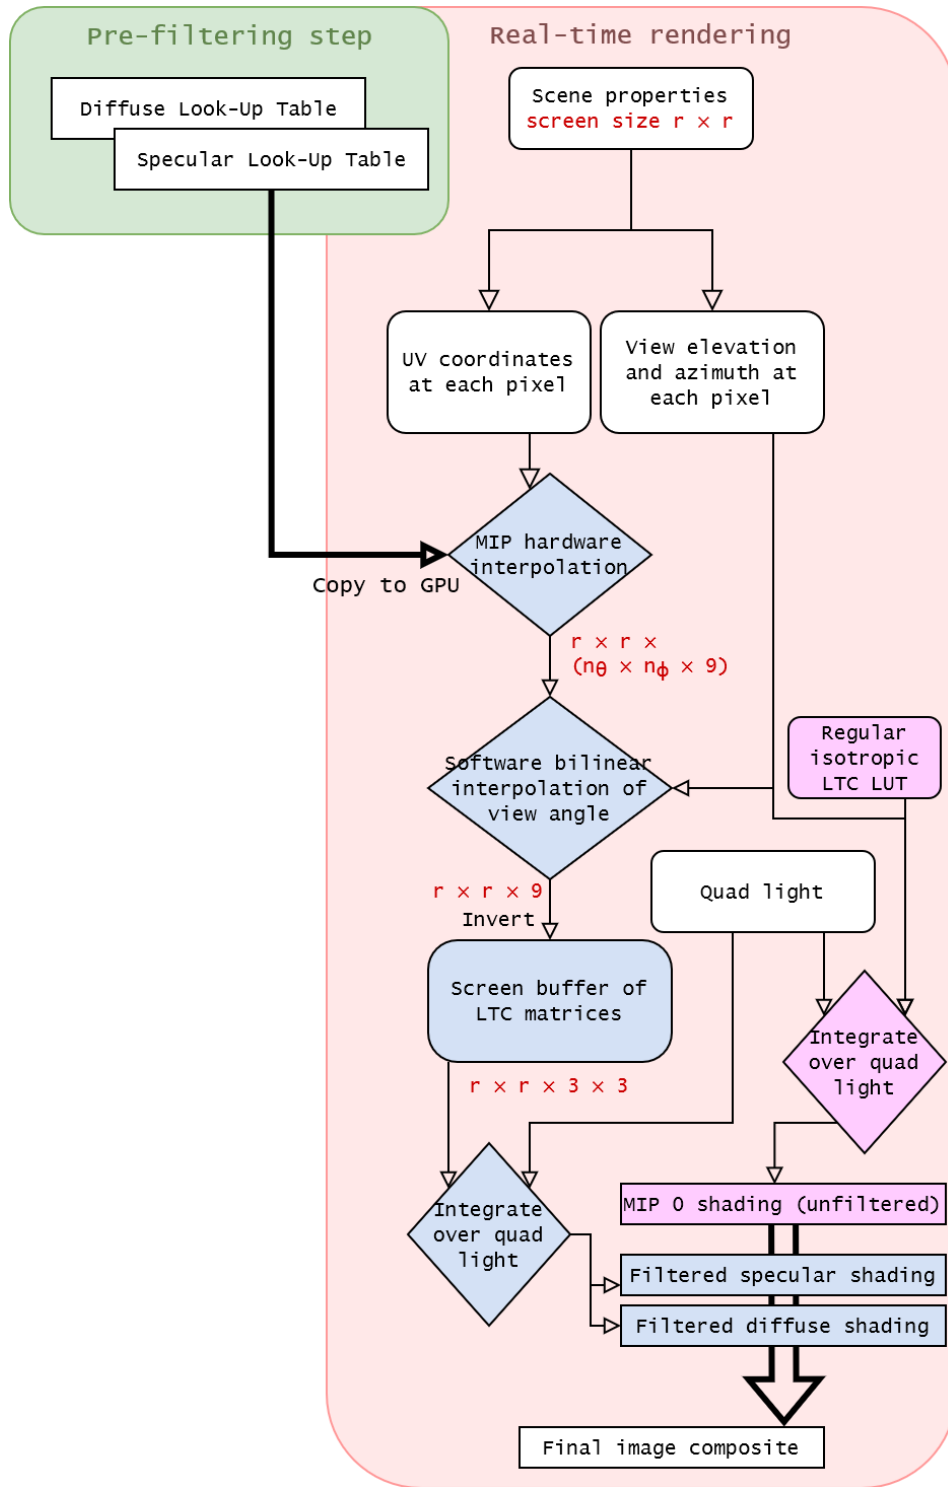 Pre-filtering step
Real-time rendering
Diffuse Look-Up Table
Specular Look-Up Table
Scene properties
screen size r × r
UV coordinates
at each pixel
View elevation
and azimuth at
each pixel
MIP hardware
interpolation
Copy to GPU
r × r ×
(nθ × nϕ × 9)
Regular
isotropic
LTC LUT
Software bilinear
interpolation of
view angle
r × r × 9
Invert
Quad light
Screen buffer of
LTC matrices
Integrate
over quad
light
r × r × 3 × 3
Integrate
over quad
light
MIP 0 shading (unfiltered)
Filtered specular shading
Filtered diffuse shading
Final image composite